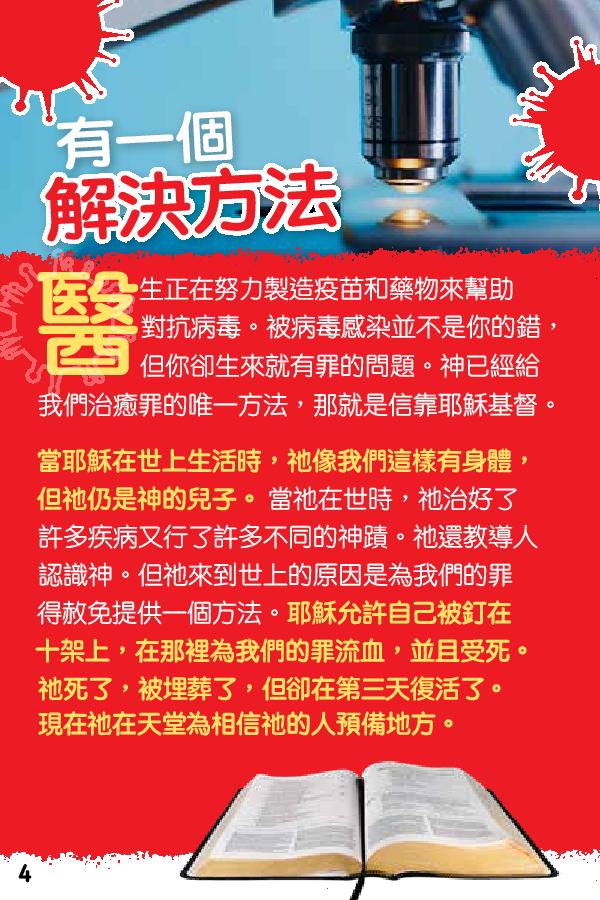 有一個
解決方法
醫生正在努力製造疫苗和藥物來幫助
對抗病毒。被病毒感染並不是你的錯，
但你卻生來就有罪的問題。神已經給
我們治癒罪的唯一方法，那就是信靠耶穌基督。
當耶穌在世上生活時，祂像我們這樣有身體，
但祂仍是神的兒子。當祂在世時，祂治好了
許多疾病又行了許多不同的神蹟。祂還教導人
認識神。但祂來到世上的原因是為我們的罪
得赦免提供一個方法。耶穌允許自己被釘在
十架上，在那裡為我們的罪流血，並且受死。
祂死了，被埋葬了，但卻在第三天復活了。
現在祂在天堂為相信祂的人預備地方。
4